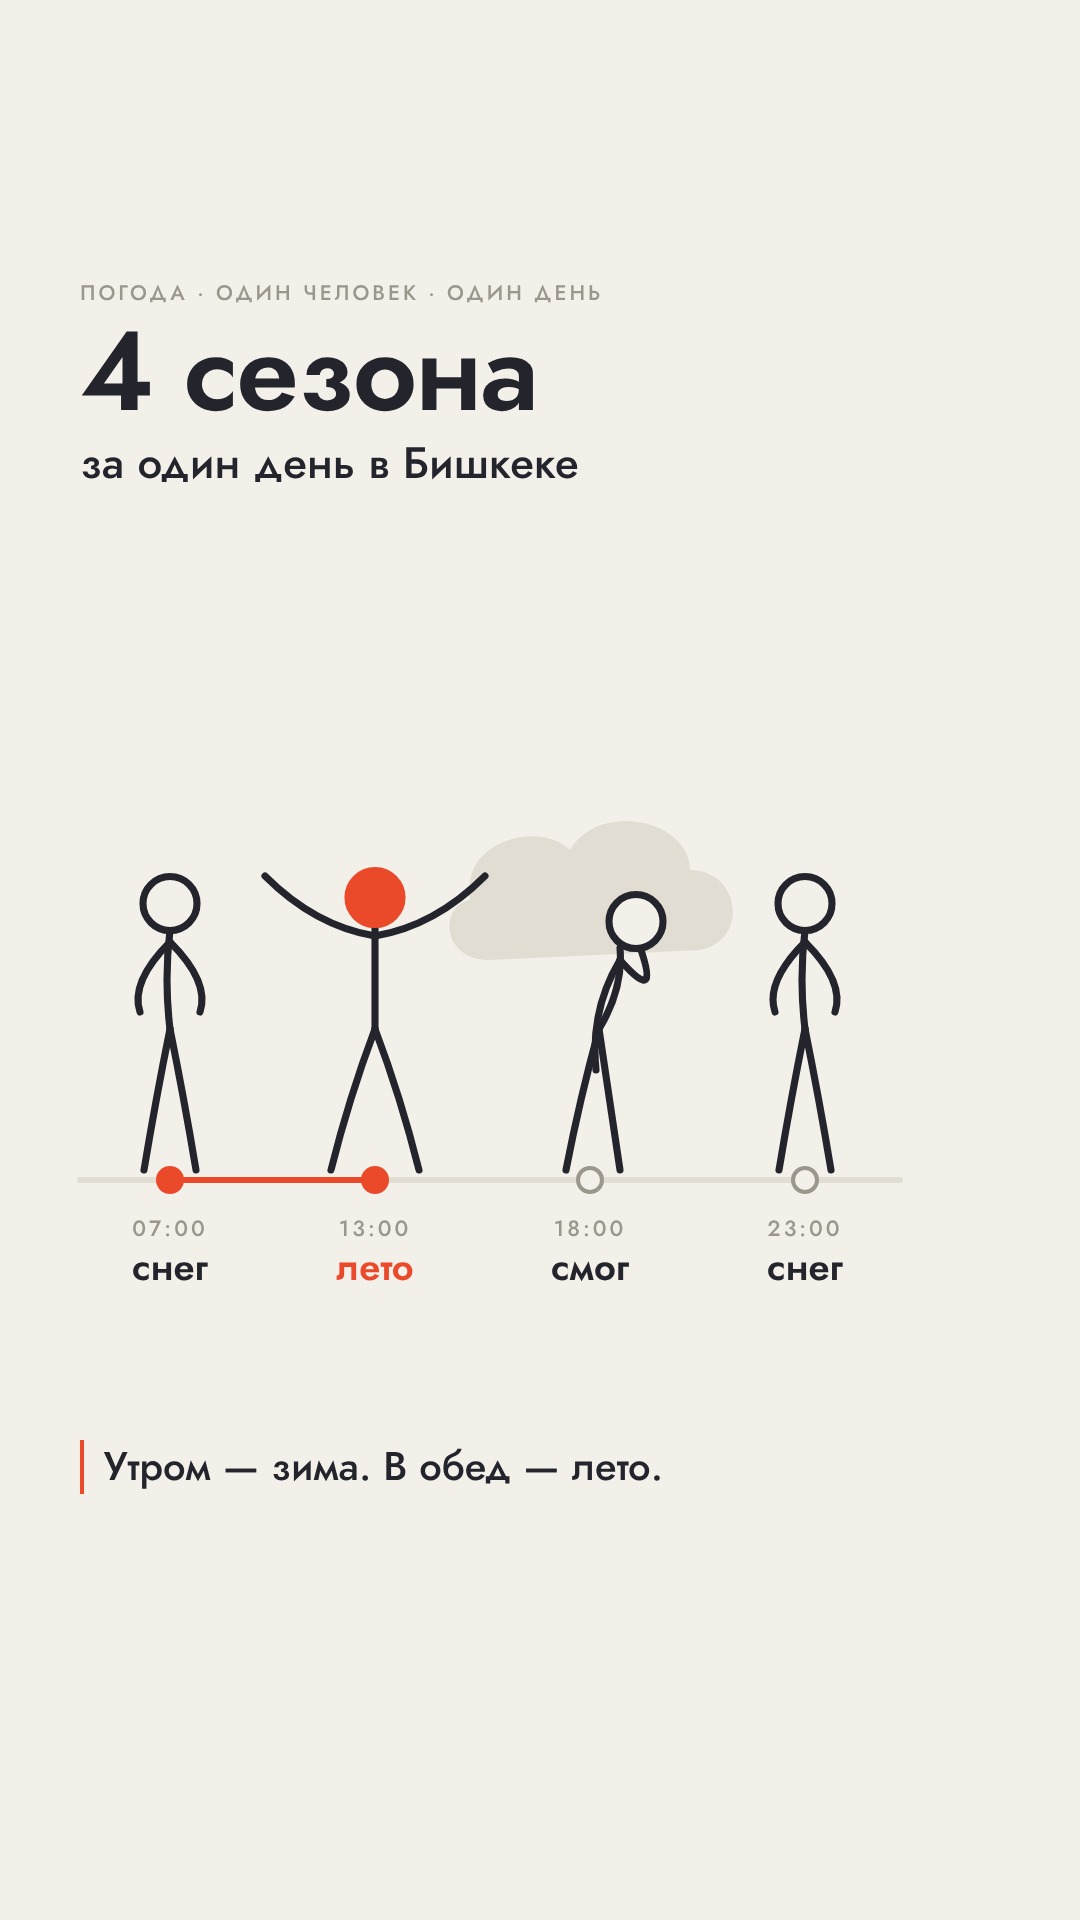 ПОГОДА · ОДИН ЧЕЛОВЕК · ОДИН ДЕНЬ
4 сезона
за один день в Бишкеке
07:00 13:00 18:00 23:00
снег лето смог снег
Утром — зима. В обед — лето.